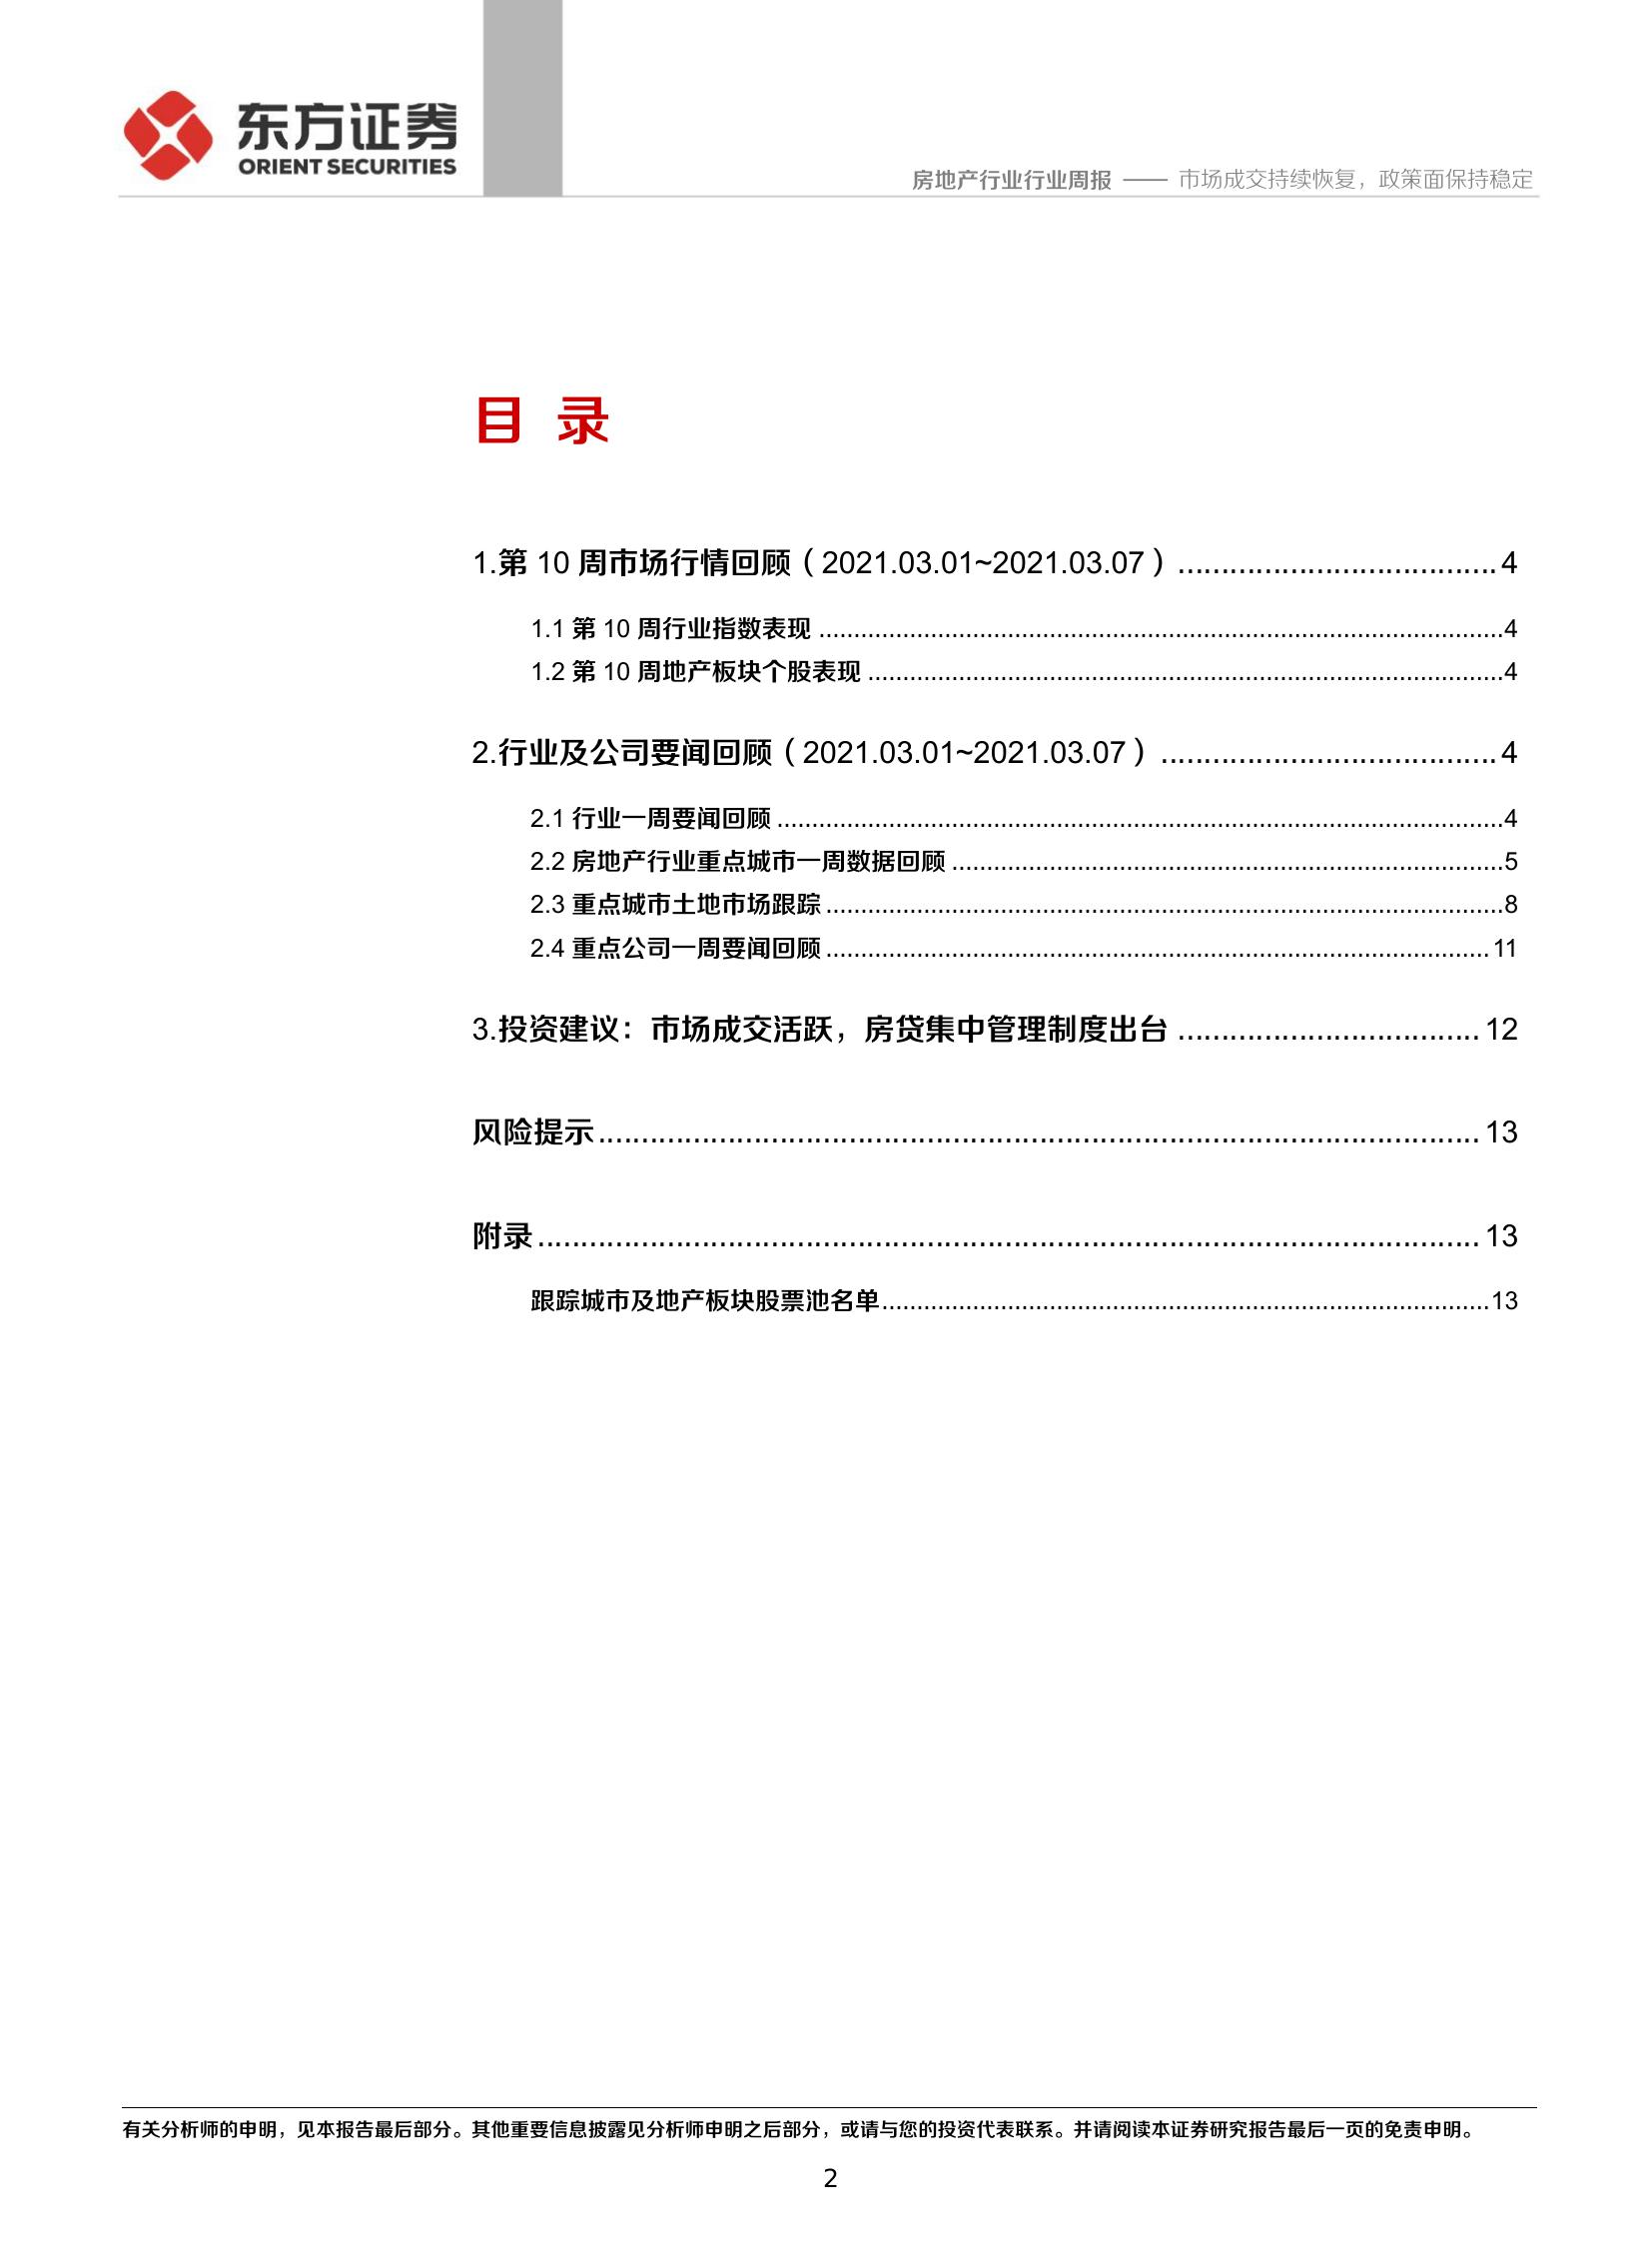 东方证券
ORIENT SECURITIES
房地产行业行业周报 —— 市场成交持续恢复，政策面保持稳定
目 录
1.第 10 周市场行情回顾（2021.03.01~2021.03.07）.....................................4
1.1 第 10 周行业指数表现 ..................................................................................................4
1.2 第 10 周地产板块个股表现 ...........................................................................................4
2.行业及公司要闻回顾（2021.03.01~2021.03.07）.......................................4
2.1 行业一周要闻回顾 ........................................................................................................4
2.2 房地产行业重点城市一周数据回顾 ...............................................................................5
2.3 重点城市土地市场跟踪 .................................................................................................8
2.4 重点公司一周要闻回顾 ...............................................................................................11
3.投资建议：市场成交活跃，房贷集中管理制度出台 ................................... 12
风险提示...................................................................................................... 13
附录............................................................................................................. 13
跟踪城市及地产板块股票池名单.......................................................................................13
有关分析师的申明，见本报告最后部分。其他重要信息披露见分析师申明之后部分，或请与您的投资代表联系。并请阅读本证券研究报告最后一页的免责申明。
2